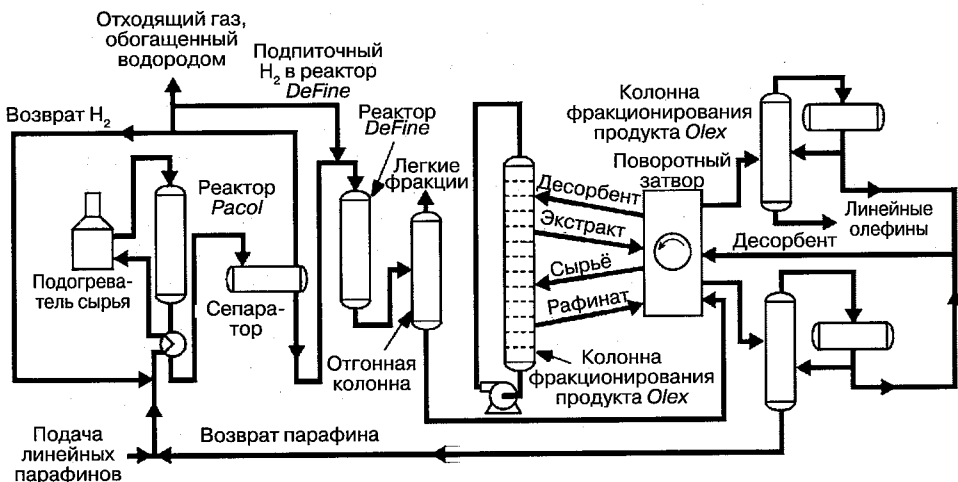 Отходящий газ,
обогащенный
водородом
Подпиточный
H2 в реактор
DeFine
Возврат H2
Реактор
DeFine
Легкие
фракции
Реактор
Pacol
Подогрева-
тель сырья
Сепара-
тор
Отгонная
колонна
Подача
линейных
парафинов
Возврат парафина
Десорбент
Экстракт
Сырьё
Рафинат
Колонна
фракционирования
продукта Olex
Поворотный
затвор
Колонна
фракционирования
продукта Olex
Линейные
олефины
Десорбент